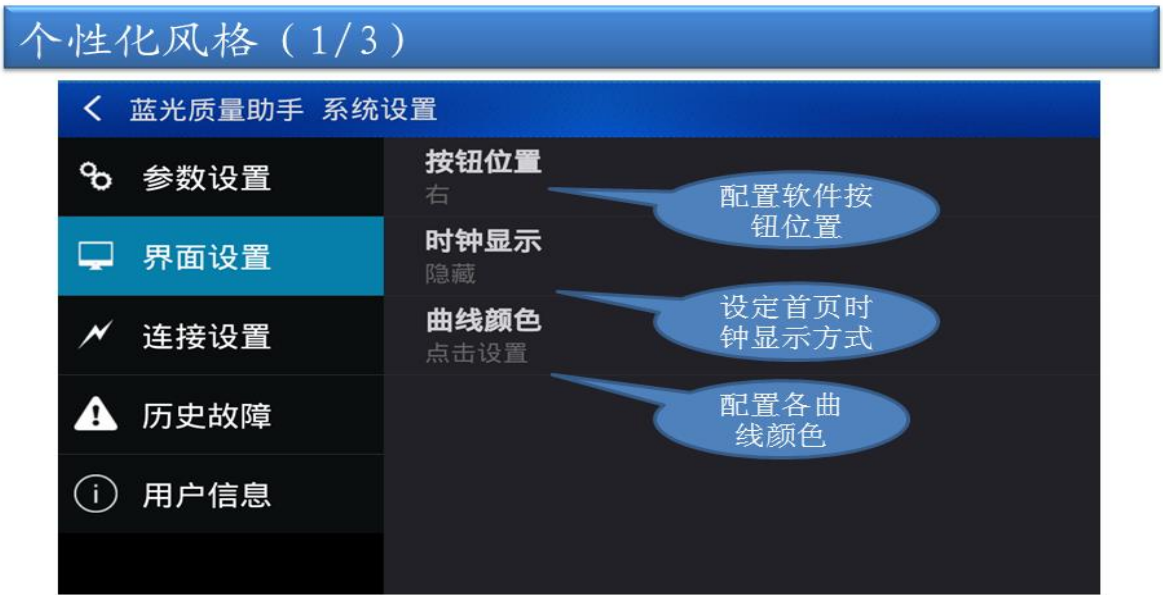 个性化风格（1/3）
蓝光质量助手 系统设置
参数设置
界面设置
连接设置
历史故障
用户信息
按钮位置
右
时钟显示
隐藏
曲线颜色
点击设置
配置软件按
钮位置
设定首页时
钟显示方式
配置各曲
线颜色